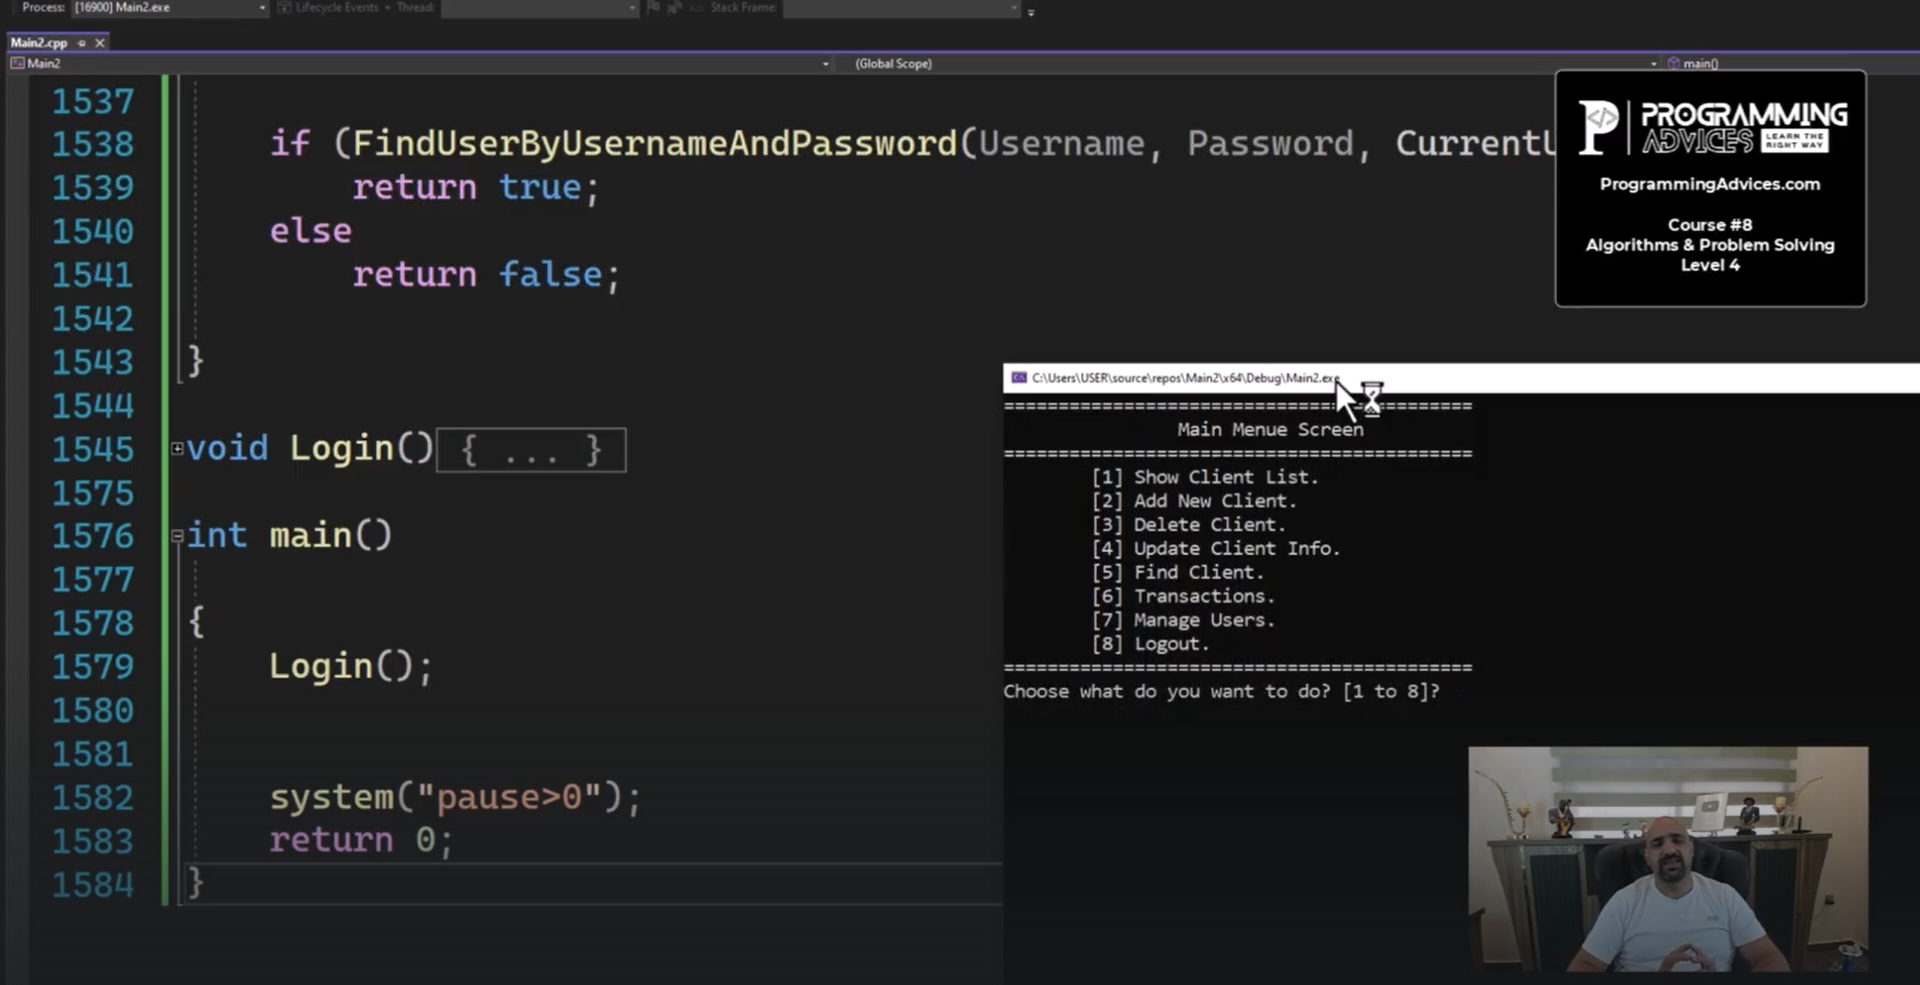 Process: [16900] Main2.exe Lifecycle Events Thread: Stack Frame:
Main2.cpp
Main2 (Global Scope) main()
1537
1538 if (FindUserByUsernameAndPassword(Username, Password, CurrentU
1539 return true;
1540 else
1541 return false;
1542
1543 }
1544
1545 void Login() { ... }
1575
1576 int main()
1577
1578 {
1579 Login();
1580
1581
1582 system("pause>0");
1583 return 0;
1584 }
P PROGRAMMING
ADVICES LEARN THE RIGHT WAY
ProgrammingAdvices.com
Course #8
Algorithms & Problem Solving
Level 4
C:\Users\USER\source\repos\Main2\x64\Debug\Main2.exe
===========================================
Main Menue Screen
===========================================
[1] Show Client List.
[2] Add New Client.
[3] Delete Client.
[4] Update Client Info.
[5] Find Client.
[6] Transactions.
[7] Manage Users.
[8] Logout.
===========================================
Choose what do you want to do? [1 to 8]?